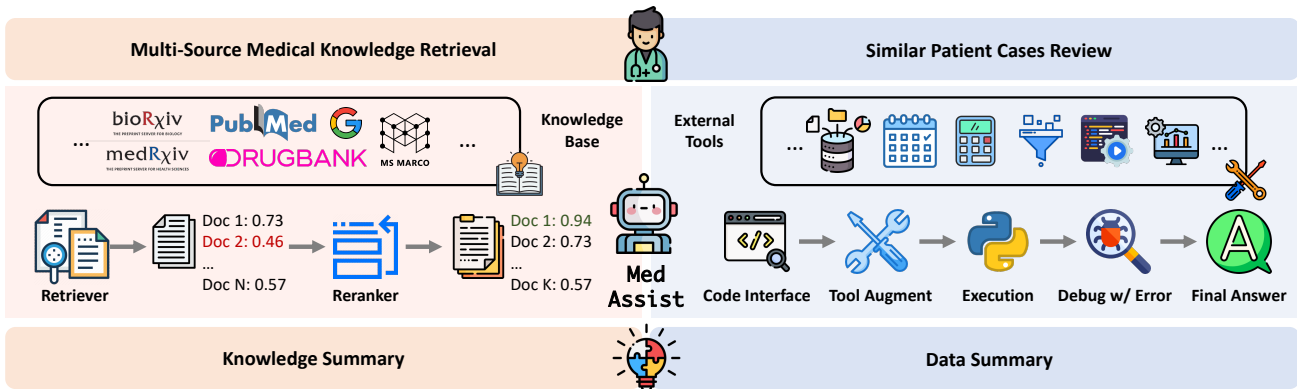 Multi-Source Medical Knowledge Retrieval
Similar Patient Cases Review
...
bioRχiv
THE PREPRINT SERVER FOR BIOLOGY
medRχiv
THE PREPRINT SERVER FOR HEALTH SCIENCES
PubMed
DRUGBANK
G
MS MARCO
...
Knowledge
Base
External
Tools
...
...
Retriever
Doc 1: 0.73
Doc 2: 0.46
...
Doc N: 0.57
Reranker
Doc 1: 0.94
Doc 2: 0.73
...
Doc K: 0.57
Med
Assist
</>
Code Interface
Tool Augment
Execution
Debug w/ Error
A
Final Answer
Knowledge Summary
Data Summary